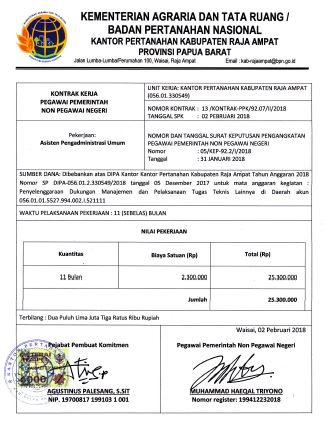 KEMENTERIAN AGRARIA DAN TATA RUANG /
BADAN PERTANAHAN NASIONAL
KANTOR PERTANAHAN KABUPATEN RAJA AMPAT
PROVINSI PAPUA BARAT
Jalan Lumba-Lumba/Perumahan 100, Waisai, Raja Ampat Email : kab-rajaampat@bpn.go.id
KONTRAK KERJA
PEGAWAI PEMERINTAH
NON PEGAWAI NEGERI
UNIT KERJA: KANTOR PERTANAHAN KABUPATEN RAJA AMPAT
(056.01.330549)
NOMOR KONTRAK : 13 /KONTRAK-PPK/92.07/II/2018
TANGGAL SPK : 02 PEBRUARI 2018
Pekerjaan:
Asisten Pengadministrasi Umum
NOMOR DAN TANGGAL SURAT KEPUTUSAN PENGANGKATAN
PEGAWAI PEMERINTAH NON PEGAWAI NEGERI
Nomor : 05/KEP-92.2/I/2018
Tanggal : 31 JANUARI 2018
SUMBER DANA: Dibebankan atas DIPA Kantor Kantor Pertanahan Kabupaten Raja Ampat Tahun Anggaran 2018
Nomor SP DIPA-056.01.2.330549/2018 tanggal 05 Desember 2017 untuk mata anggaran kegiatan :
Penyelenggaraan Dukungan Manajemen dan Pelaksanaan Tugas Teknis Lainnya di Daerah akun
056.01.01.5527.994.002.I.521111
WAKTU PELAKSANAAN PEKERJAAN : 11 (SEBELAS) BULAN
NILAI PEKERJAAN
Kuantitas Biaya Satuan (Rp) Total (Rp)
11 Bulan 2.300.000 25.300.000
Jumlah 25.300.000
Terbilang : Dua Puluh Lima Juta Tiga Ratus Ribu Rupiah
Waisai, 02 Pebruari 2018
Pejabat Pembuat Komitmen Pegawai Pemerintah Non Pegawai Negeri
6000
AGUSTINUS PALESANG, S.SiT MUHAMMAD HAEQAL TRIYONO
NIP. 19700817 199103 1 001 Nomor register: 199412232018